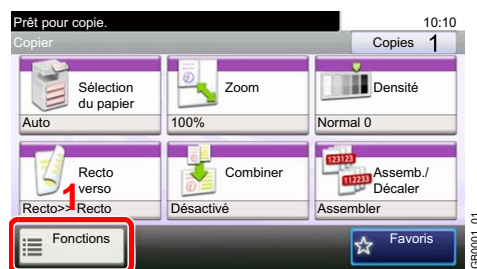 Prêt pour copie.
10:10
Copier
Copies 1
Sélection
du papier
Auto
Zoom
100%
Densité
Normal 0
Recto
verso
1
Recto>> Recto
Combiner
Désactivé
123123
112233
Assemb./
Décaler
Assembler
Fonctions
Favoris
GB0001_01